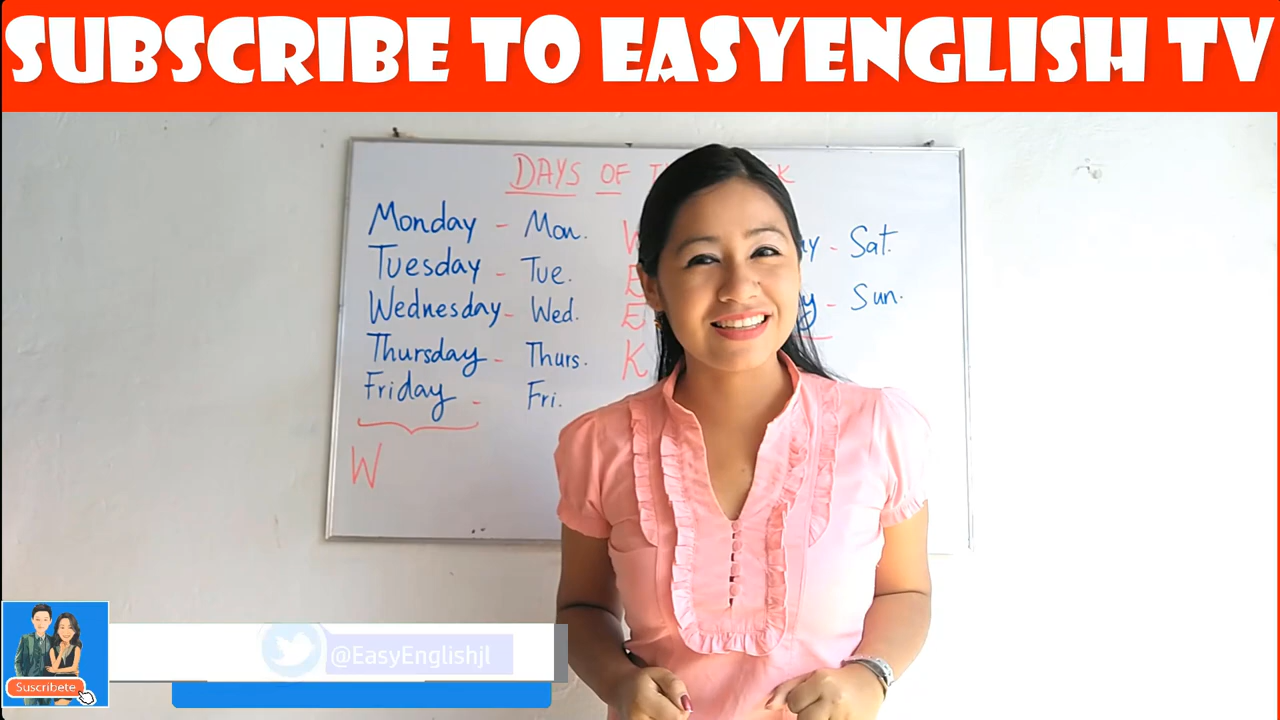 SUBSCRIBE TO EASYENGLISH TV
DAYS OF
Monday - Mon.
Tuesday - Tue.
Wednesday - Wed.
Thursday - Thurs.
Friday - Fri.
W
W
E
E
K
- Sat.
- Sun.
@EasyEnglishjl
Suscribete